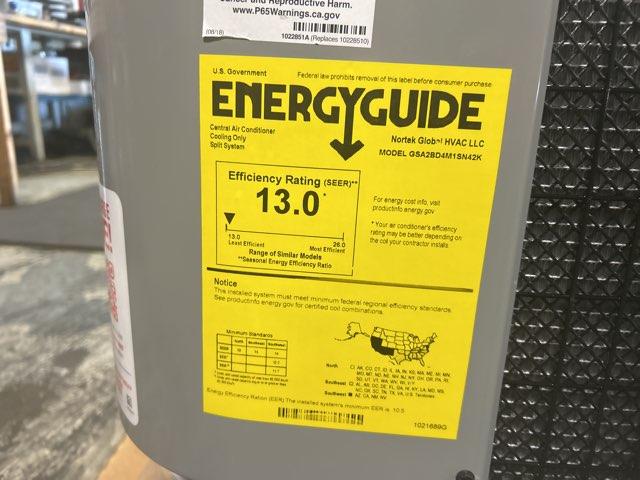 Cancer and Reproductive Harm.
www.P65Warnings.ca.gov
(08/18)
1022851A (Replaces 10228510)
U.S. Government
Federal law prohibits removal of this label before consumer purchase.
ENERGYGUIDE
Central Air Conditioner
Cooling Only
Split System
Nortek Global HVAC LLC
MODEL GSA2BD4M1SN42K
Efficiency Rating (SEER)**
13.0*
13.0
26.0
Least Efficient
Most Efficient
Range of Similar Models
**Seasonal Energy Efficiency Ratio
For energy cost info, visit
productinfo.energy.gov
* Your air conditioner's efficiency
rating may be better depending on
the coil your contractor installs.
Notice
This installed system must meet minimum federal regional efficiency standards.
See productinfo.energy.gov for certified coil combinations.
Minimum Standards
North Southeast Southwest
North
Southeast
Southwest
Energy Efficiency Ratio (EER) The installed system's minimum EER is 10.5
1021689G